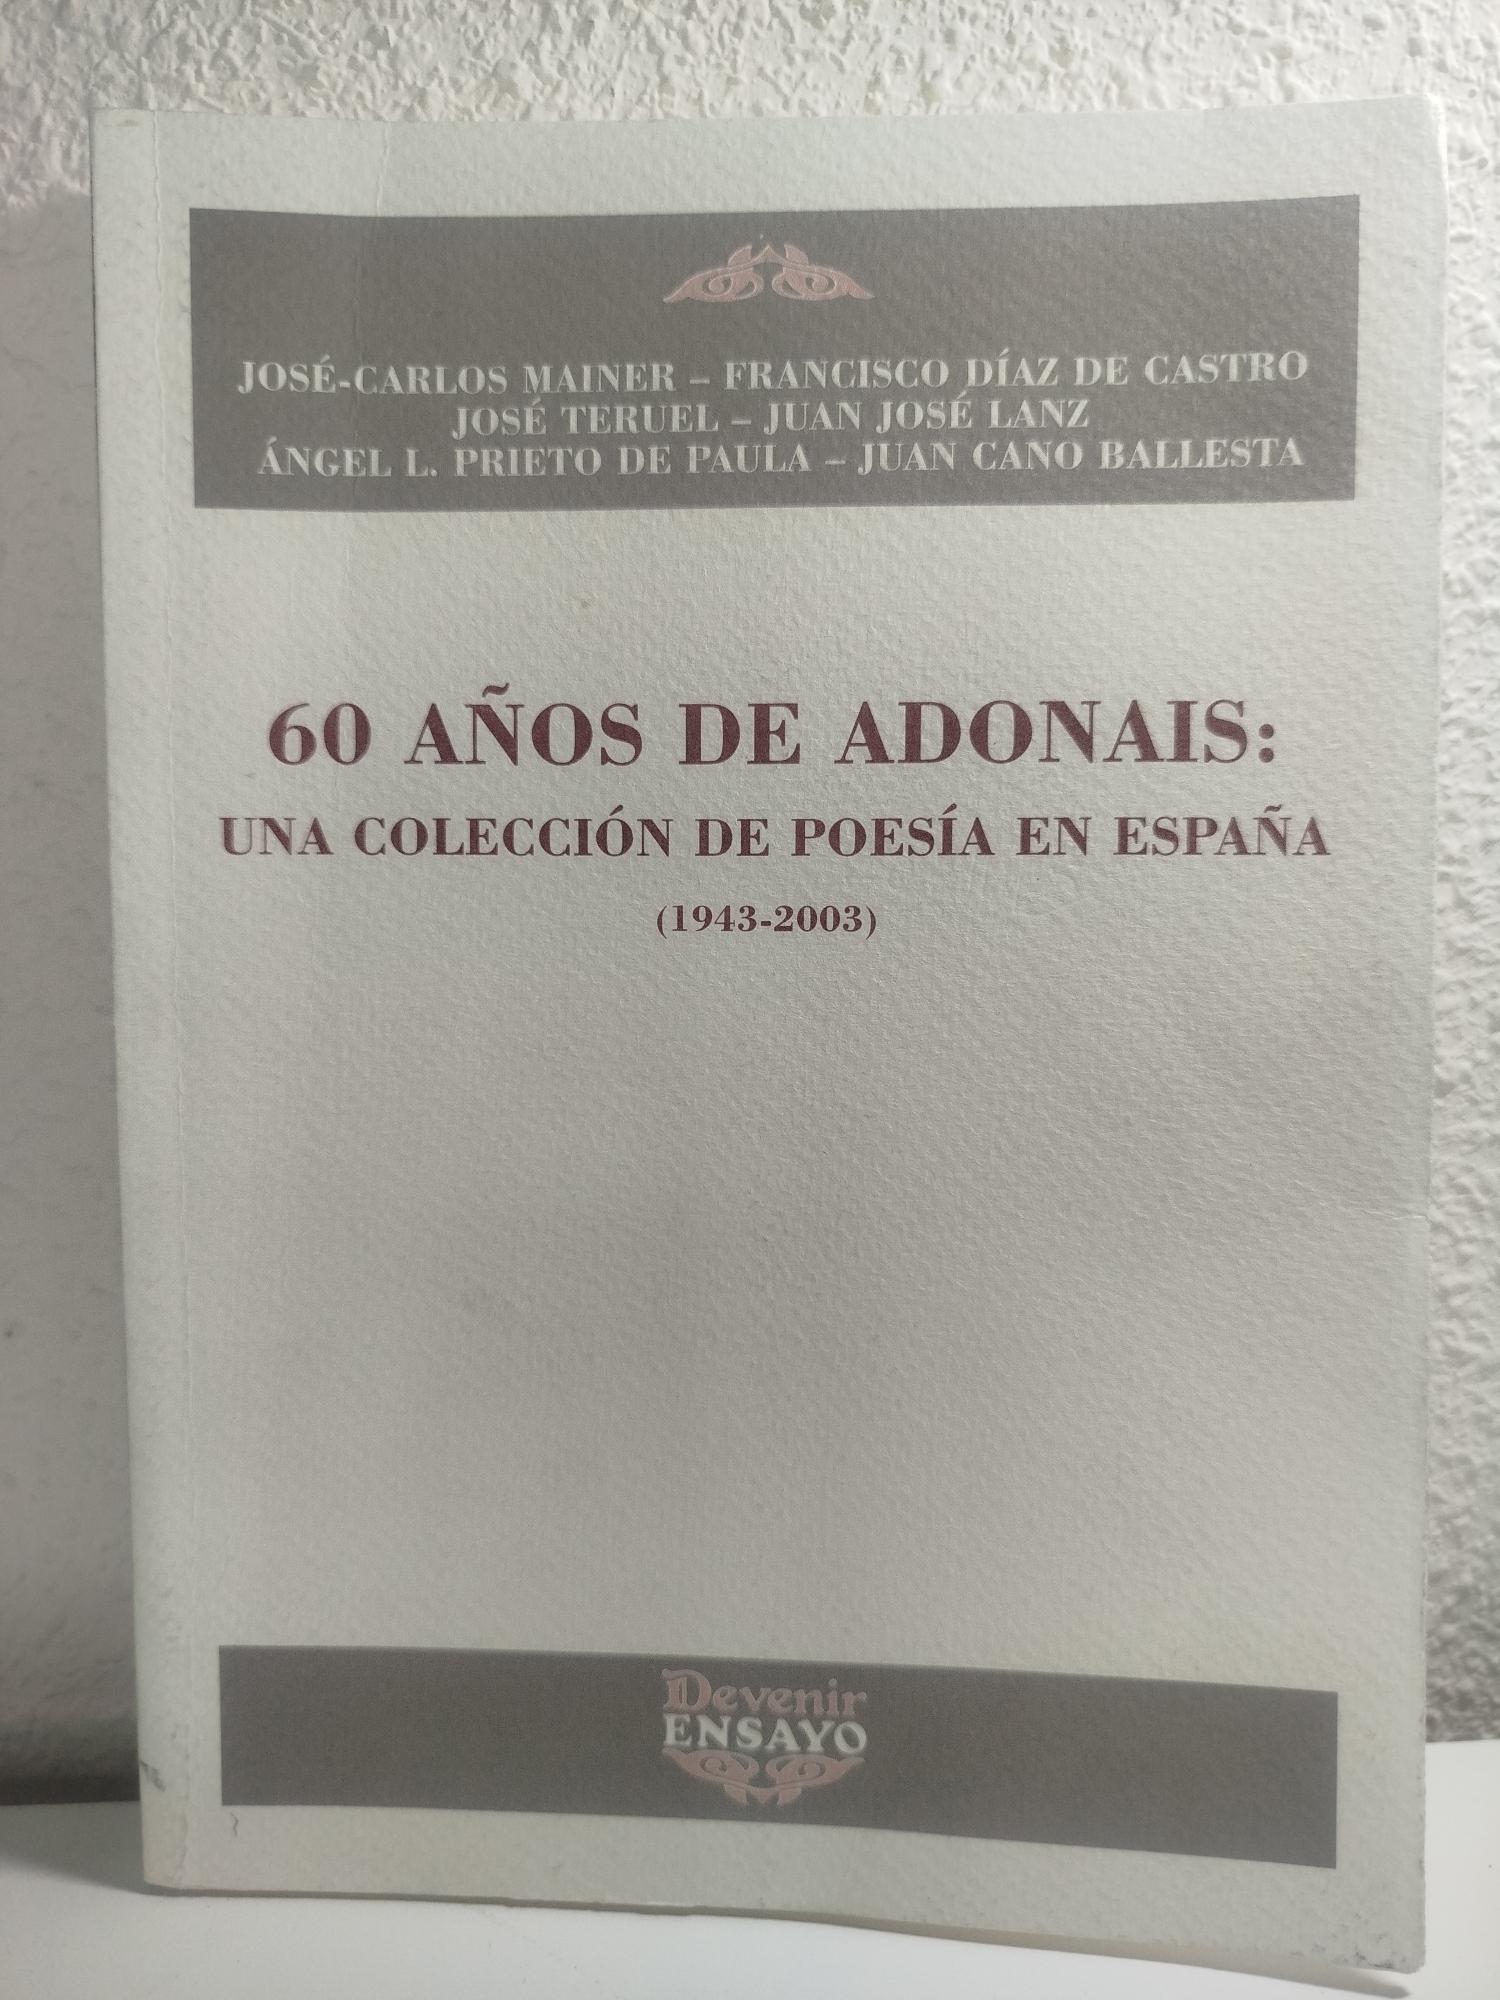 JOSÉ-CARLOS MAINER – FRANCISCO DÍAZ DE CASTRO
JOSÉ TERUEL – JUAN JOSÉ LANZ
ÁNGEL L. PRIETO DE PAULA – JUAN CANO BALLESTA
60 AÑOS DE ADONAIS:
UNA COLECCIÓN DE POESÍA EN ESPAÑA
(1943-2003)
Devenir
ENSAYO